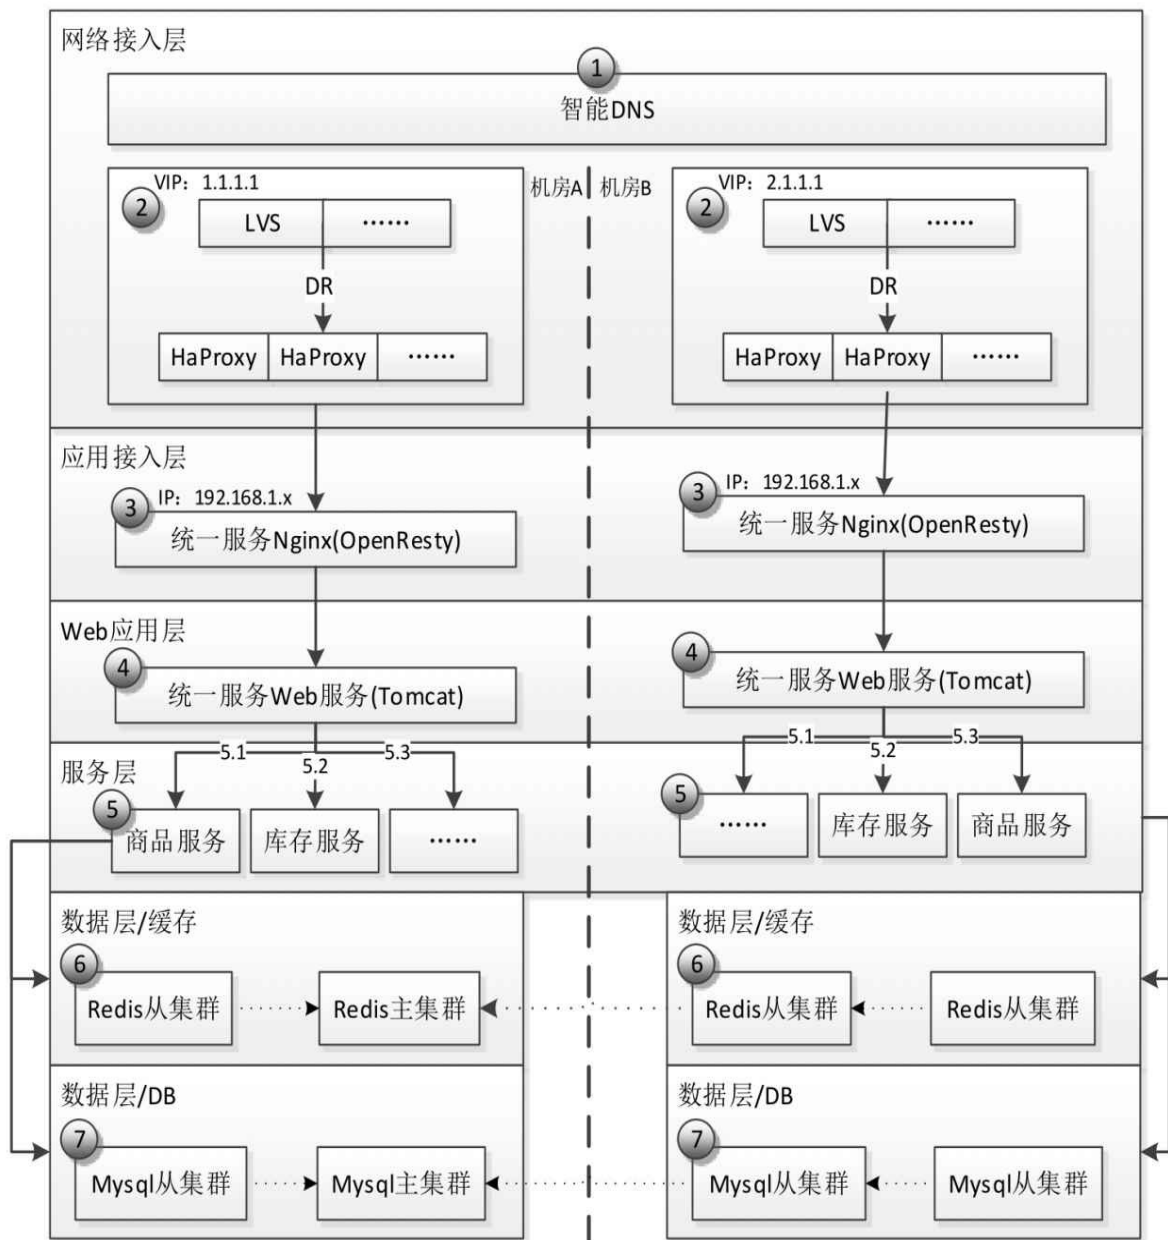 网络接入层
1
智能DNS
机房A
机房B
VIP：1.1.1.1
2
LVS
……
DR
HaProxy
HaProxy
……
VIP：2.1.1.1
2
LVS
……
DR
HaProxy
HaProxy
……
应用接入层
3
IP：192.168.1.x
统一服务Nginx(OpenResty)
3
IP：192.168.1.x
统一服务Nginx(OpenResty)
Web应用层
4
统一服务Web服务(Tomcat)
4
统一服务Web服务(Tomcat)
服务层
5.1
5.2
5.3
5
商品服务
库存服务
……
5.1
5.2
5.3
5
……
库存服务
商品服务
数据层/缓存
6
Redis从集群
Redis主集群
数据层/缓存
6
Redis从集群
Redis从集群
数据层/DB
7
Mysql从集群
Mysql主集群
数据层/DB
7
Mysql从集群
Mysql从集群